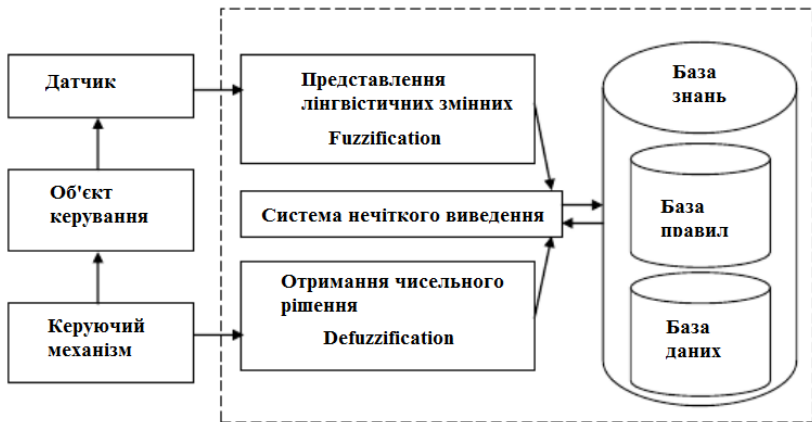 Датчик
Об'єкт
керування
Керуючий
механізм
Представлення
лінгвістичних змінних
Fuzzification
Система нечіткого виведення
Отримання чисельного
рішення
Defuzzification
База
знань
База
правил
База
даних